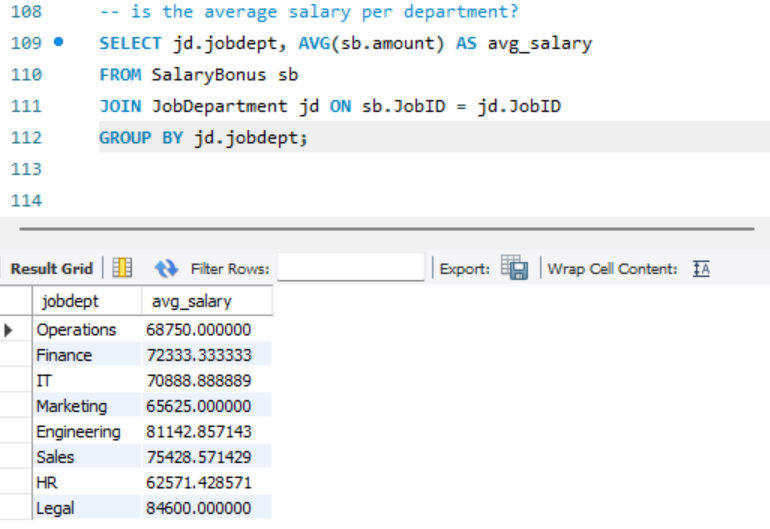 108 -- is the average salary per department?
109 SELECT jd.jobdept, AVG(sb.amount) AS avg_salary
110 FROM SalaryBonus sb
111 JOIN JobDepartment jd ON sb.JobID = jd.JobID
112 GROUP BY jd.jobdept;
113
114
Result Grid Filter Rows: Export: Wrap Cell Content: IA
jobdept avg_salary
Operations 68750.000000
Finance 72333.333333
IT 70888.888889
Marketing 65625.000000
Engineering 81142.857143
Sales 75428.571429
HR 62571.428571
Legal 84600.000000